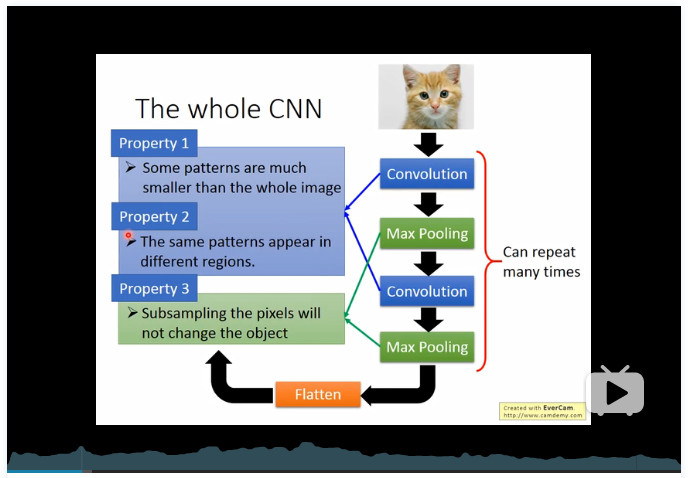 The whole CNN
Property 1
Some patterns are much
smaller than the whole image
Property 2
The same patterns appear in
different regions.
Property 3
Subsampling the pixels will
not change the object
Convolution
Max Pooling
Convolution
Max Pooling
Can repeat
many times
Flatten
Created with EverCam.
http://www.camdemy.com